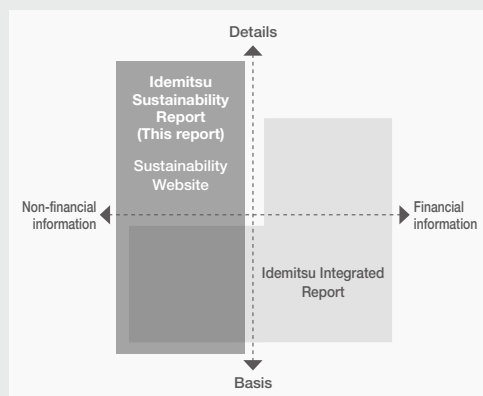 Details
Idemitsu
Sustainability
Report
(This report)
Sustainability
Website
Non-financial
information
Financial
information
Idemitsu Integrated
Report
Basis